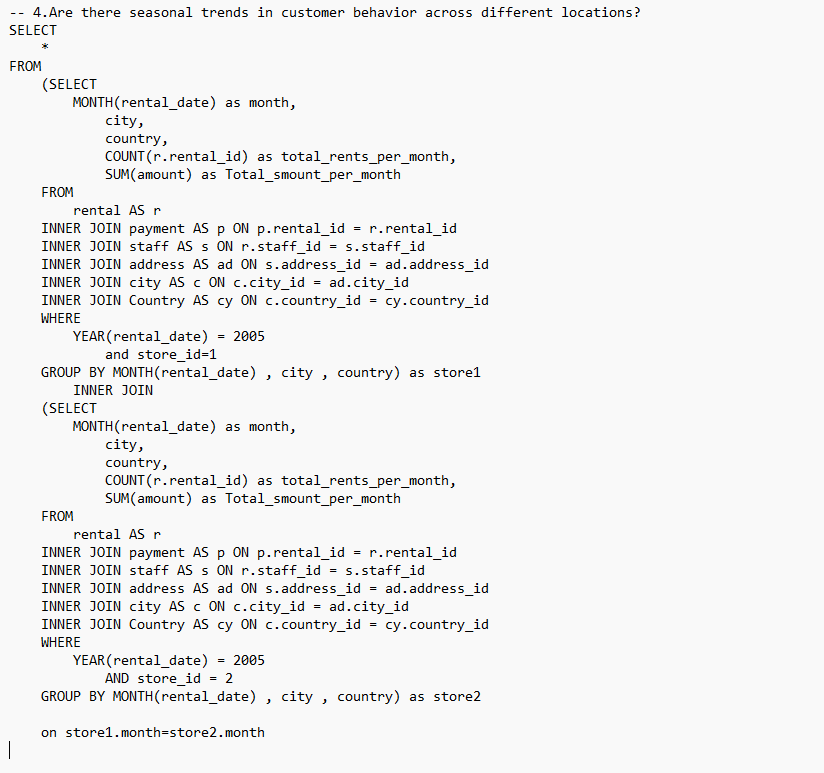 -- 4.Are there seasonal trends in customer behavior across different locations?
SELECT
    *
FROM
    (SELECT
        MONTH(rental_date) as month,
            city,
            country,
            COUNT(r.rental_id) as total_rents_per_month,
            SUM(amount) as Total_smount_per_month
    FROM
        rental AS r
    INNER JOIN payment AS p ON p.rental_id = r.rental_id
    INNER JOIN staff AS s ON r.staff_id = s.staff_id
    INNER JOIN address AS ad ON s.address_id = ad.address_id
    INNER JOIN city AS c ON c.city_id = ad.city_id
    INNER JOIN Country AS cy ON c.country_id = cy.country_id
    WHERE
        YEAR(rental_date) = 2005
            and store_id=1
    GROUP BY MONTH(rental_date) , city , country) as store1
        INNER JOIN
    (SELECT
        MONTH(rental_date) as month,
            city,
            country,
            COUNT(r.rental_id) as total_rents_per_month,
            SUM(amount) as Total_smount_per_month
    FROM
        rental AS r
    INNER JOIN payment AS p ON p.rental_id = r.rental_id
    INNER JOIN staff AS s ON r.staff_id = s.staff_id
    INNER JOIN address AS ad ON s.address_id = ad.address_id
    INNER JOIN city AS c ON c.city_id = ad.city_id
    INNER JOIN Country AS cy ON c.country_id = cy.country_id
    WHERE
        YEAR(rental_date) = 2005
            AND store_id = 2
    GROUP BY MONTH(rental_date) , city , country) as store2
    on store1.month=store2.month